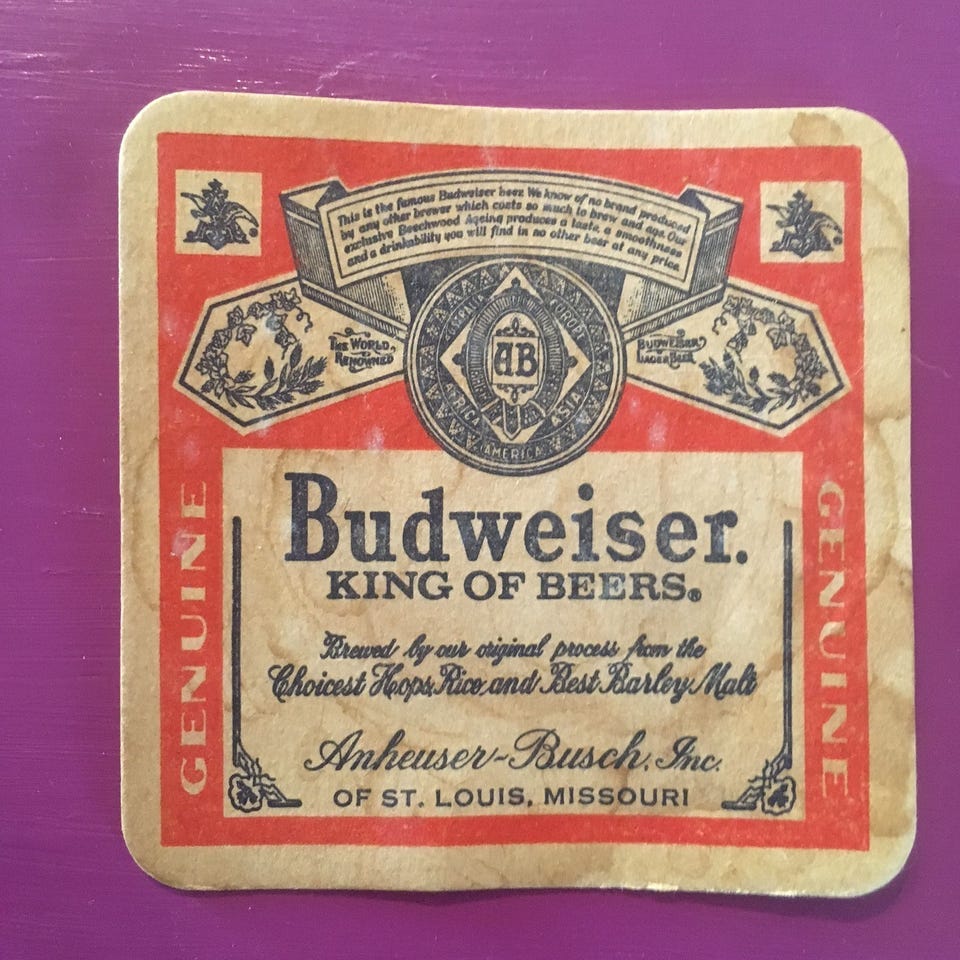 This is the famous Budweiser beer. We know of no brand produced
by any other brewer which costs so much to brew and age. Our
exclusive Beechwood Ageing produces a taste, a smoothness
and a drinkability you will find in no other beer at any price.
EUROPE
AB
ASIA
AMERICA
THE WORLD
RENOWNED
BUDWEISER
LAGER BEER
GENUINE
GENUINE
Budweiser.
KING OF BEERS®
Brewed by our original process from the
Choicest Hops, Rice and Best Barley Malt
Anheuser-Busch, Inc.
OF ST. LOUIS, MISSOURI